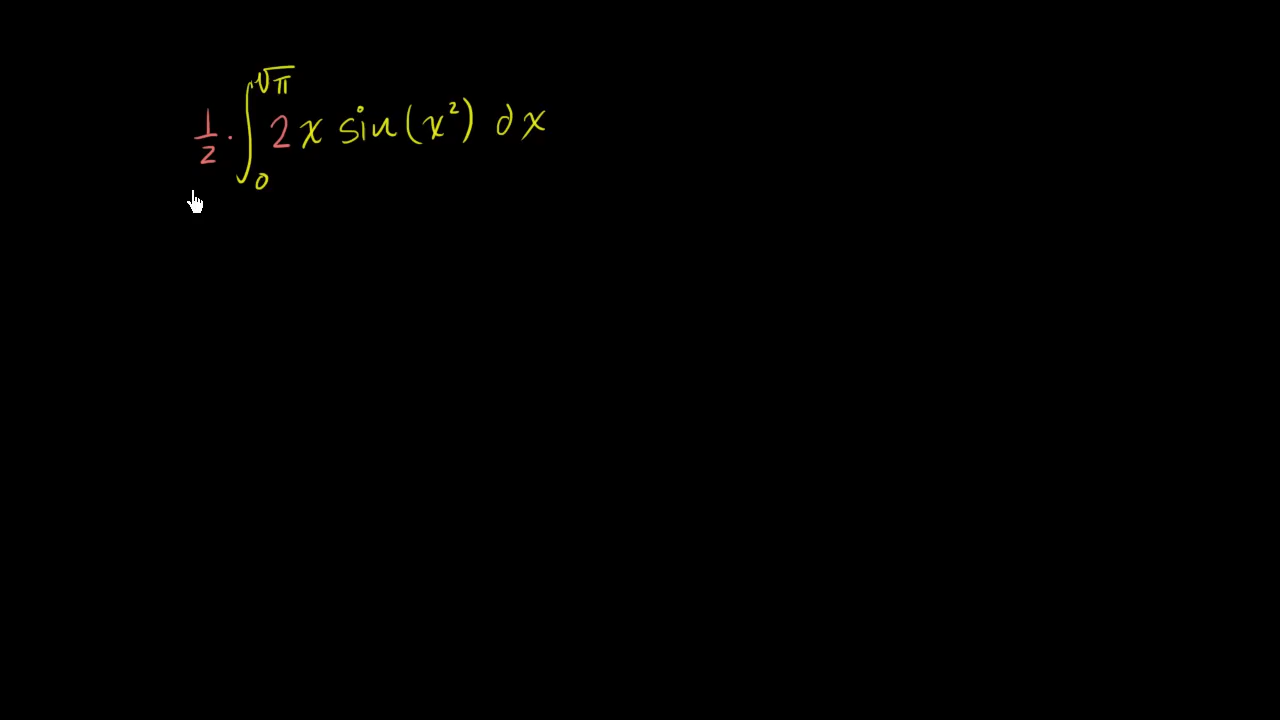 ½ · ∫₀^√π 2x sin(x²) dx